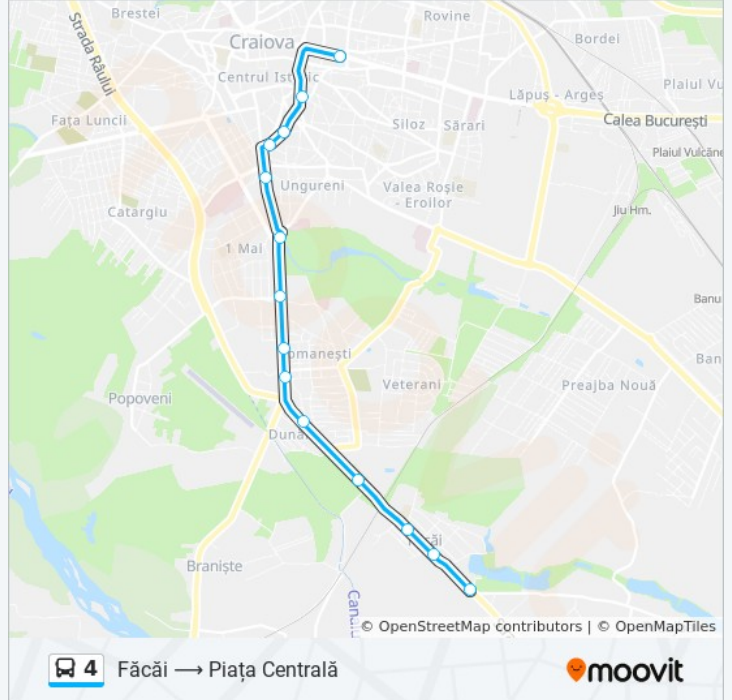 Brestei
Rovine
Strada Râului
Craiova
Bordei
Centrul Istoric
Plaiul Vu
Lăpuș - Argeș
Fața Luncii
Siloz
Sărari
Calea București
Plaiul Vulcăne
Ungureni
Valea Roșie
- Eroilor
Catargiu
Jiu Hm.
1 Mai
Banu
omanești
Ban
Popoveni
Veterani
Preajba Nouă
Dună
Braniște
© OpenStreetMap contributors | © OpenMapTiles
4
Făcăi ⟶ Piața Centrală
moovit